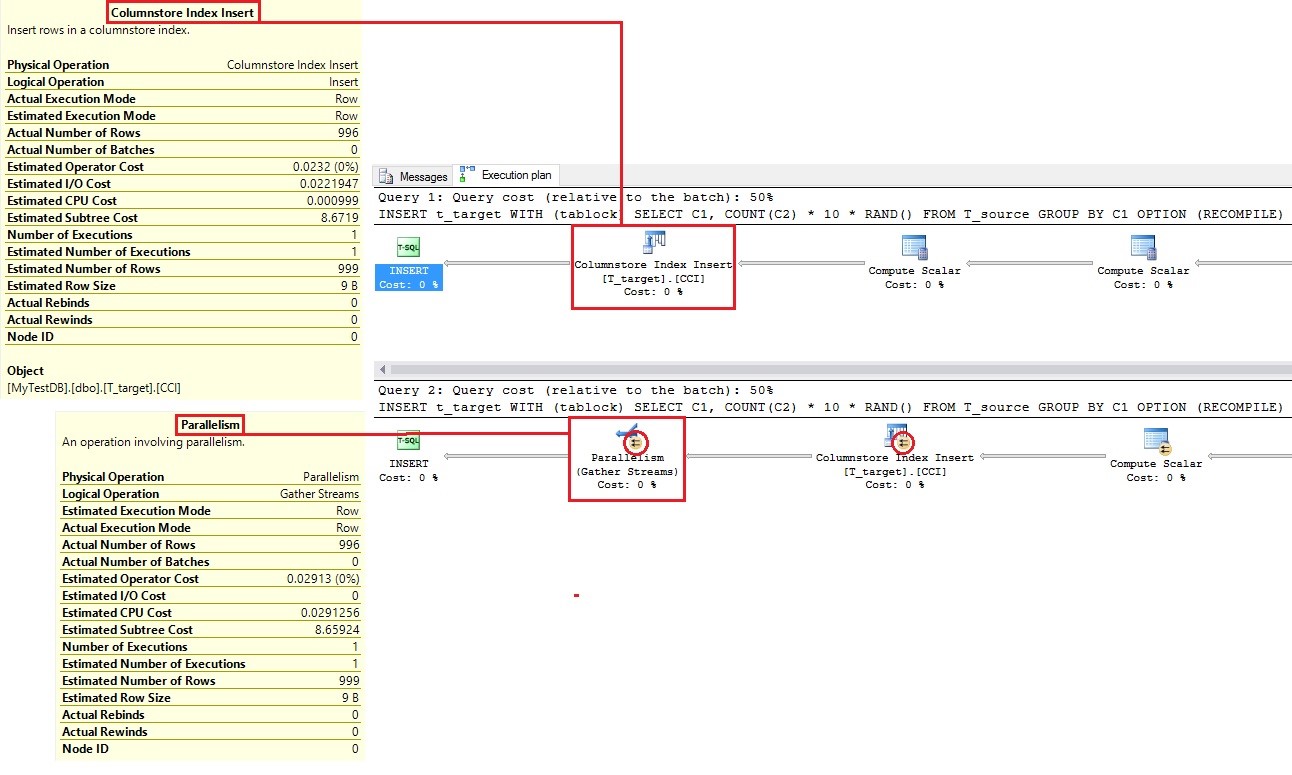 Columnstore Index Insert
Insert rows in a columnstore index.
Physical Operation Columnstore Index Insert
Logical Operation Insert
Actual Execution Mode Row
Estimated Execution Mode Row
Actual Number of Rows 996
Actual Number of Batches 0
Estimated Operator Cost 0.0232 (0%)
Estimated I/O Cost 0.0221947
Estimated CPU Cost 0.000999
Estimated Subtree Cost 8.6719
Number of Executions 1
Estimated Number of Executions 1
Estimated Number of Rows 999
Estimated Row Size 9 B
Actual Rebinds 0
Actual Rewinds 0
Node ID 0
Object
[MyTestDB].[dbo].[T_target].[CCI]
Messages Execution plan
Query 1: Query cost (relative to the batch): 50%
INSERT t_target WITH (tablock) SELECT C1, COUNT(C2) * 10 * RAND() FROM T_source GROUP BY C1 OPTION (RECOMPILE)
T-SQL
INSERT
Cost: 0 %
Columnstore Index Insert
[T_target].[CCI]
Cost: 0 %
Compute Scalar
Cost: 0 %
Compute Scalar
Cost: 0 %
Query 2: Query cost (relative to the batch): 50%
INSERT t_target WITH (tablock) SELECT C1, COUNT(C2) * 10 * RAND() FROM T_source GROUP BY C1 OPTION (RECOMPILE)
T-SQL
INSERT
Cost: 0 %
Parallelism
(Gather Streams)
Cost: 0 %
Columnstore Index Insert
[T_target].[CCI]
Cost: 0 %
Compute Scalar
Cost: 0 %
Parallelism
An operation involving parallelism.
Physical Operation Parallelism
Logical Operation Gather Streams
Estimated Execution Mode Row
Actual Execution Mode Row
Actual Number of Rows 996
Actual Number of Batches 0
Estimated Operator Cost 0.02913 (0%)
Estimated I/O Cost 0
Estimated CPU Cost 0.0291256
Estimated Subtree Cost 8.65924
Number of Executions 1
Estimated Number of Executions 1
Estimated Number of Rows 999
Estimated Row Size 9 B
Actual Rebinds 0
Actual Rewinds 0
Node ID 0